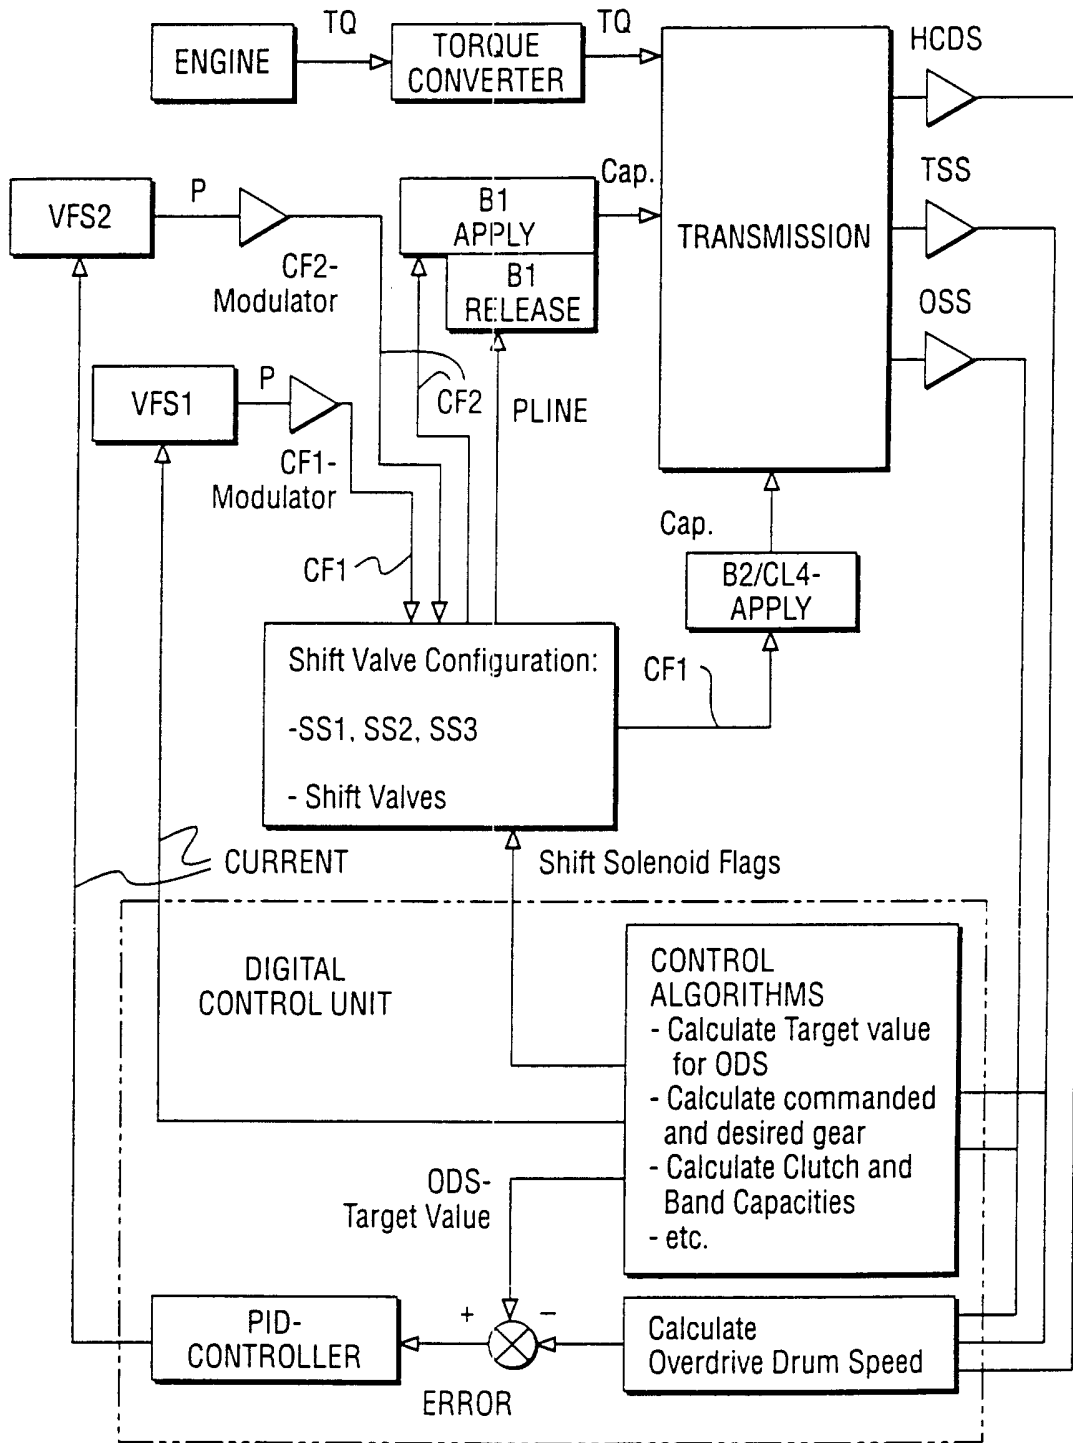 TQ
TQ
HCDS
ENGINE
TORQUE
CONVERTER
Cap.
TSS
VFS2
P
B1
APPLY
TRANSMISSION
CF2-
Modulator
B1
RELEASE
OSS
VFS1
P
CF2
PLINE
CF1-
Modulator
Cap.
CF1
B2/CL4-
APPLY
Shift Valve Configuration:
-SS1, SS2, SS3
- Shift Valves
CF1
CURRENT
Shift Solenoid Flags
DIGITAL
CONTROL UNIT
CONTROL
ALGORITHMS
- Calculate Target value
for ODS
- Calculate commanded
and desired gear
- Calculate Clutch and
Band Capacities
- etc.
ODS-
Target Value
PID-
CONTROLLER
+
−
ERROR
Calculate
Overdrive Drum Speed